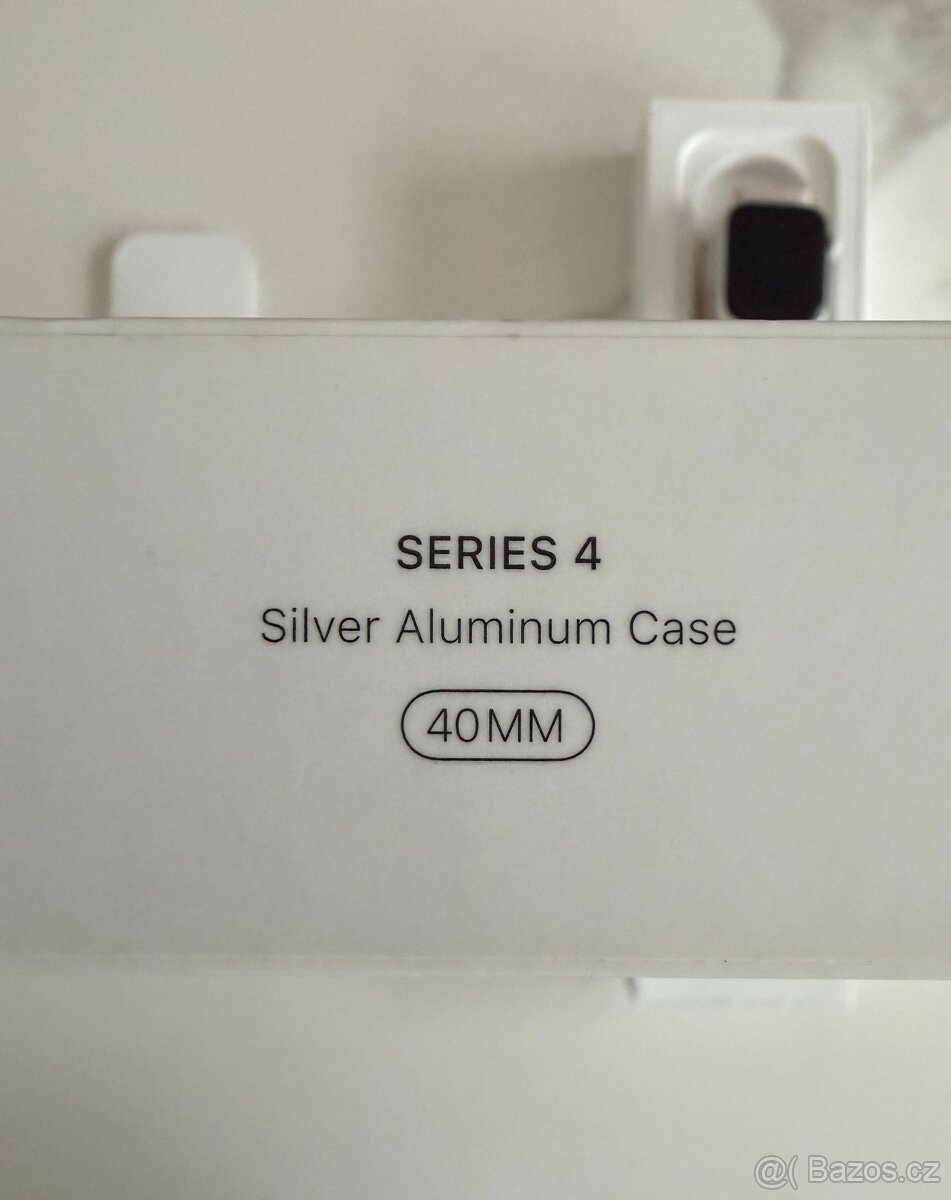 SERIES 4
Silver Aluminum Case
40MM
@( Bazos.cz